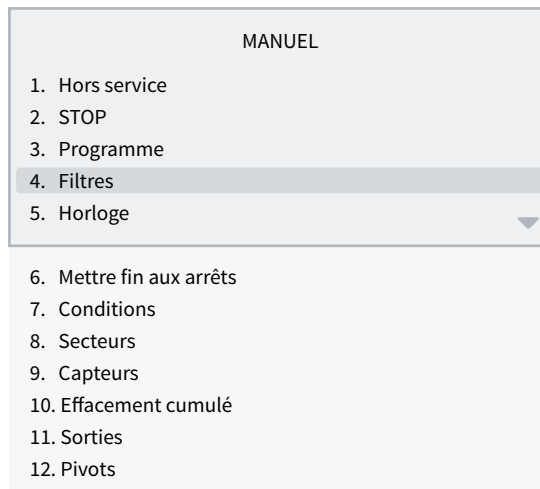 MANUEL
1. Hors service
2. STOP
3. Programme
4. Filtres
5. Horloge
6. Mettre fin aux arrêts
7. Conditions
8. Secteurs
9. Capteurs
10. Effacement cumulé
11. Sorties
12. Pivots